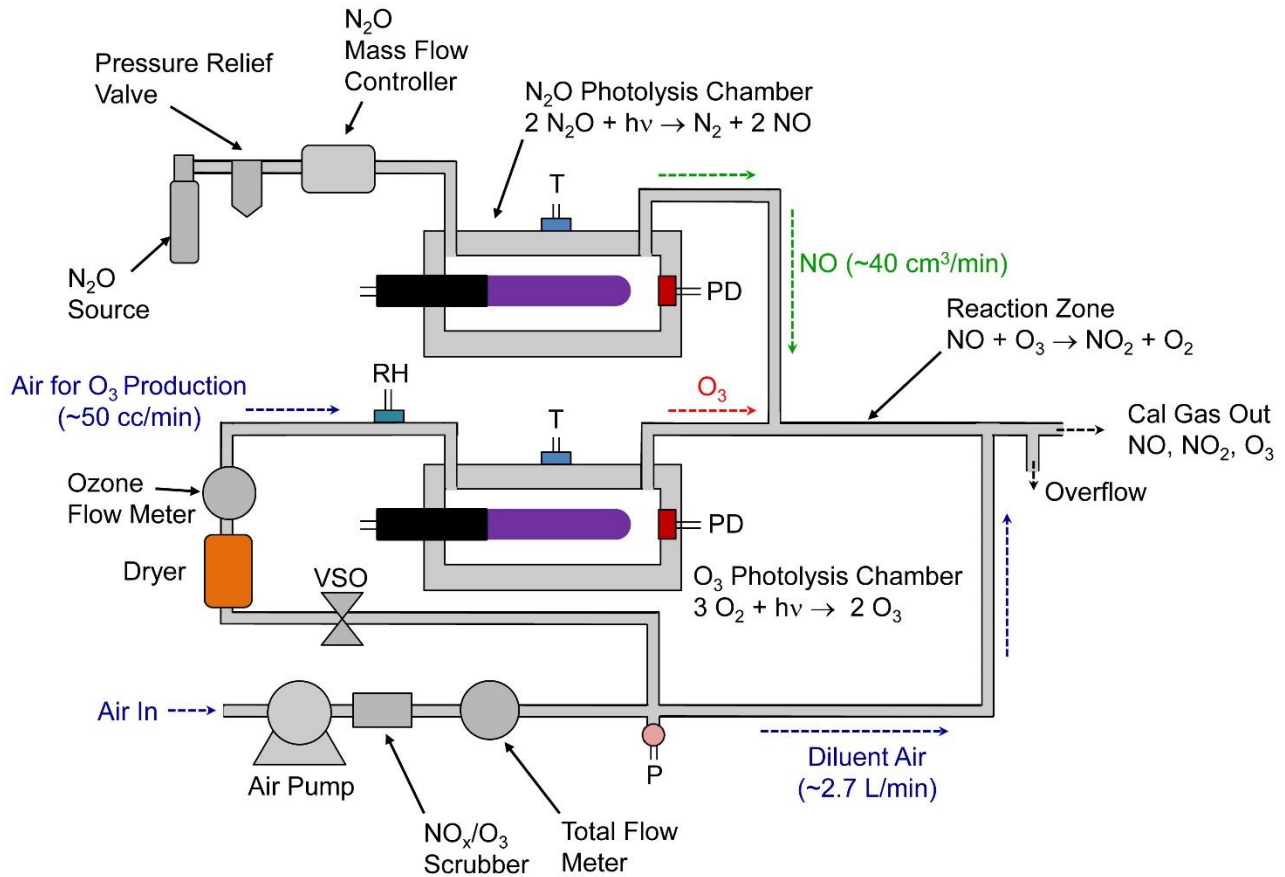 N₂O
Mass Flow
Controller
Pressure Relief
Valve
N₂O Photolysis Chamber
2 N₂O + hν → N₂ + 2 NO
T
NO (~40 cm³/min)
N₂O
Source
PD
Reaction Zone
NO + O₃ → NO₂ + O₂
Air for O₃ Production
(~50 cc/min)
RH
O₃
T
Cal Gas Out
NO, NO₂, O₃
Ozone
Flow Meter
Overflow
PD
Dryer
VSO
O₃ Photolysis Chamber
3 O₂ + hν → 2 O₃
Air In
Air Pump
P
Diluent Air
(~2.7 L/min)
NOₓ/O₃
Scrubber
Total Flow
Meter